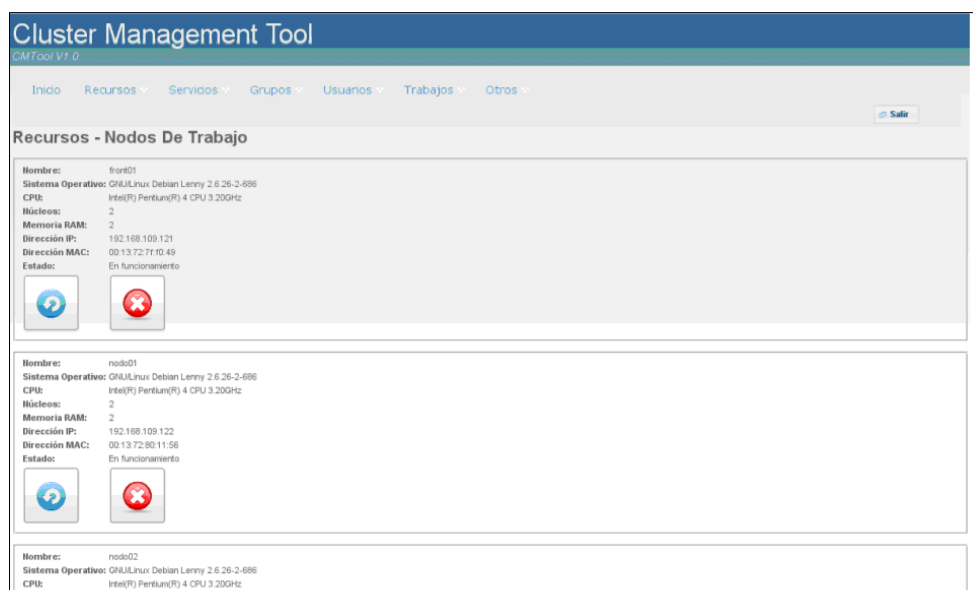 Cluster Management Tool
CMTool V1.0
Inicio Recursos Servicios Grupos Usuarios Trabajos Otros
Salir
Recursos - Nodos De Trabajo
Nombre: front01
Sistema Operativo: GNU/Linux Debian Lenny 2.6.26-2-686
CPU: Intel(R) Pentium(R) 4 CPU 3.20GHz
Núcleos: 2
Memoria RAM: 2
Dirección IP: 192.168.109.121
Dirección MAC: 00:13:72:7f:f0:49
Estado: En funcionamiento
Nombre: nodo01
Sistema Operativo: GNU/Linux Debian Lenny 2.6.26-2-686
CPU: Intel(R) Pentium(R) 4 CPU 3.20GHz
Núcleos: 2
Memoria RAM: 2
Dirección IP: 192.168.109.122
Dirección MAC: 00:13:72:80:11:56
Estado: En funcionamiento
Nombre: nodo02
Sistema Operativo: GNU/Linux Debian Lenny 2.6.26-2-686
CPU: Intel(R) Pentium(R) 4 CPU 3.20GHz